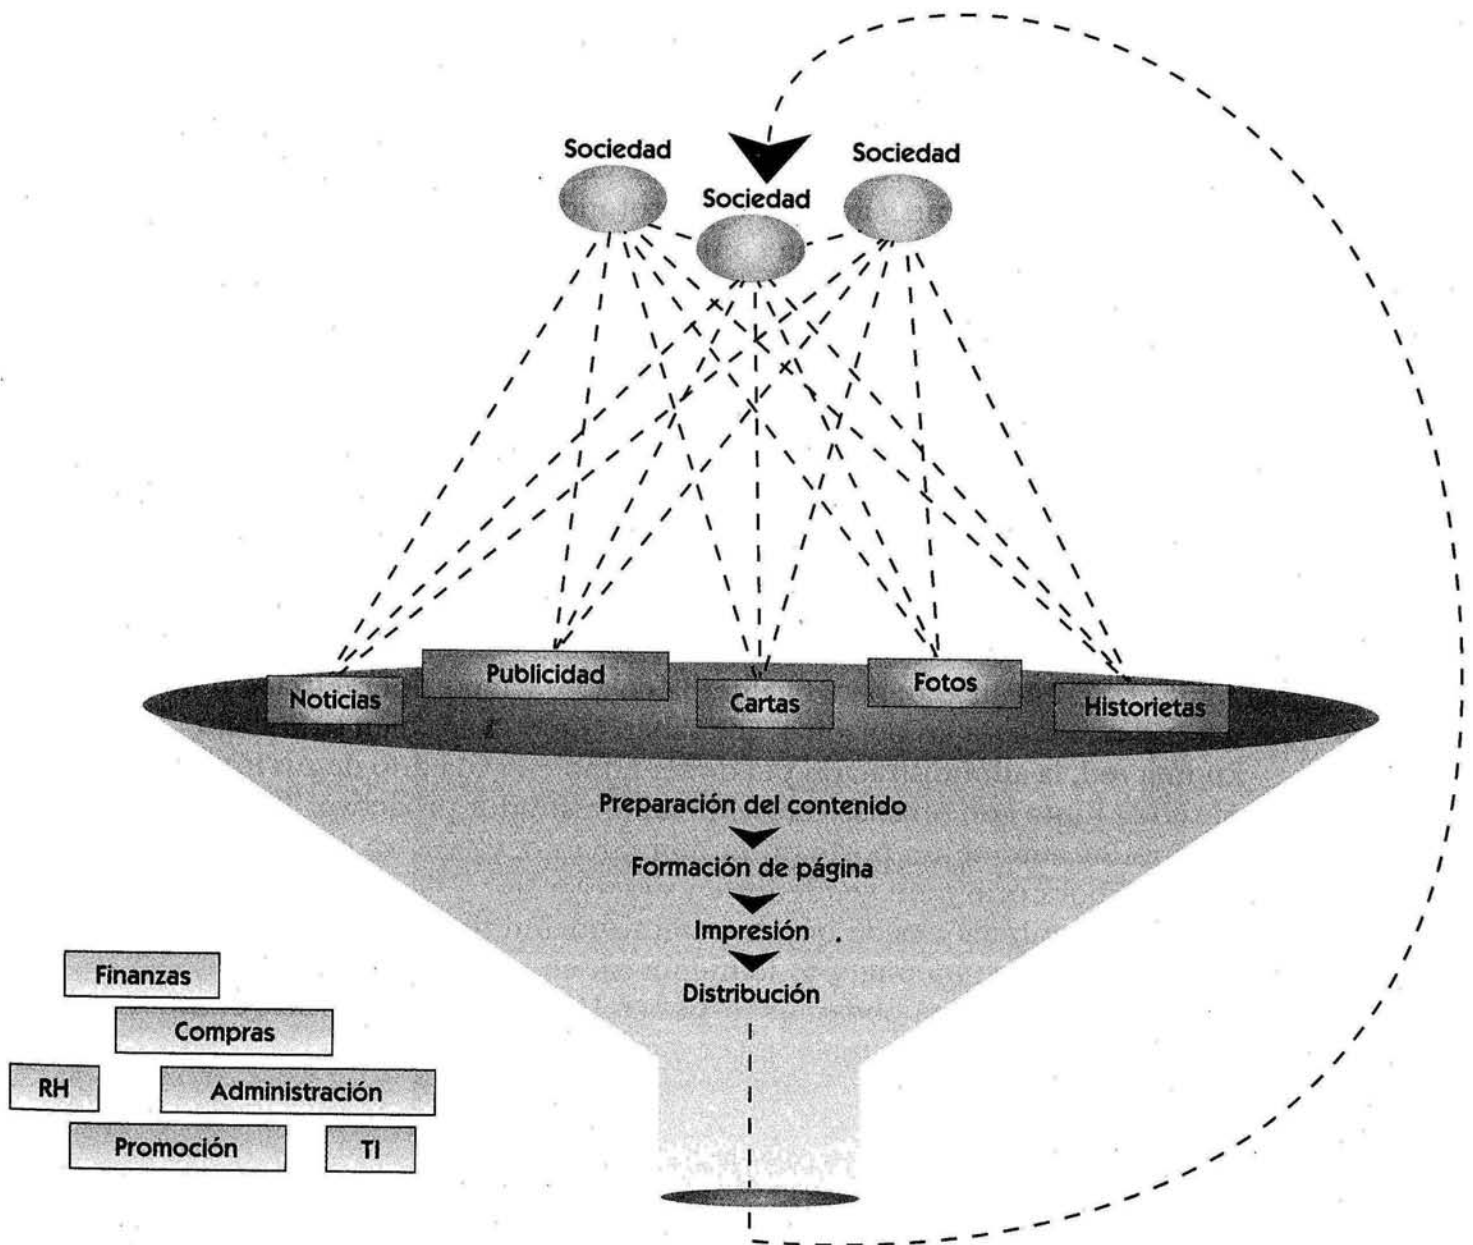 Sociedad
Sociedad
Sociedad
Noticias
Publicidad
Cartas
Fotos
Historietas
Preparación del contenido
Formación de página
Impresión
Distribución
Finanzas
Compras
RH
Administración
Promoción
TI